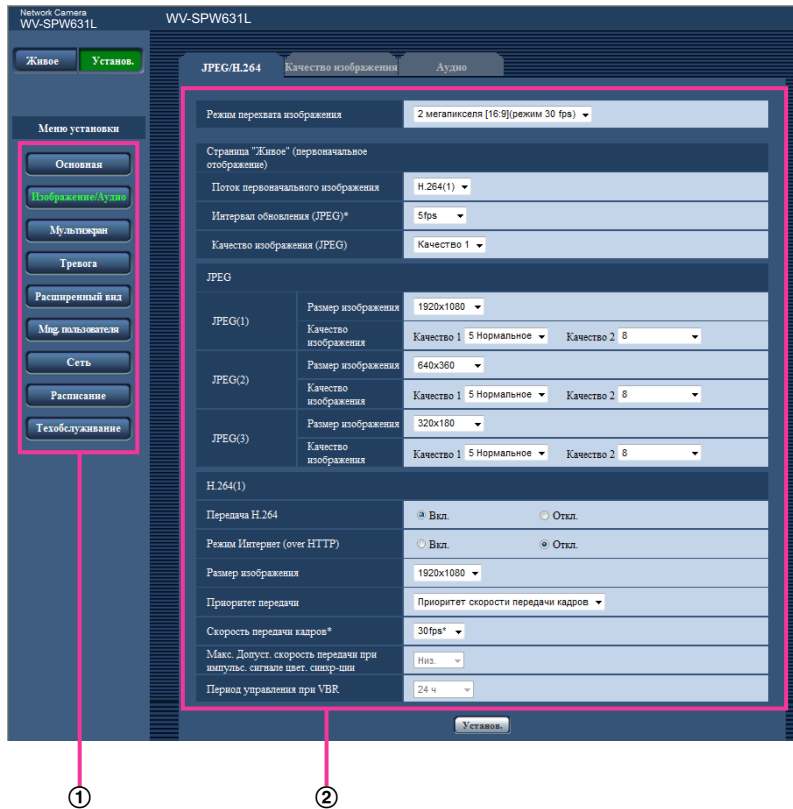 Network Camera
WV-SPW631L
WV-SPW631L
Живое
Установ.
Меню установки
Основная
Изображение/Аудио
Мультиэкран
Тревога
Расширенный вид
Mng. пользователя
Сеть
Расписание
Техобслуживание
JPEG/H.264
Качество изображения
Аудио
Режим перехвата изображения
2 мегапикселя [16:9](режим 30 fps)
Страница "Живое" (первоначальное
отображение)
Поток первоначального изображения
H.264(1)
Интервал обновления (JPEG)*
5fps
Качество изображения (JPEG)
Качество 1
JPEG
JPEG(1)
Размер изображения
1920x1080
Качество
изображения
Качество 1 5 Нормальное Качество 2 8
JPEG(2)
Размер изображения
640x360
Качество
изображения
Качество 1 5 Нормальное Качество 2 8
JPEG(3)
Размер изображения
320x180
Качество
изображения
Качество 1 5 Нормальное Качество 2 8
H.264(1)
Передача H.264
Вкл. Откл.
Режим Интернет (over HTTP)
Вкл. Откл.
Размер изображения
1920x1080
Приоритет передачи
Приоритет скорости передачи кадров
Скорость передачи кадров*
30fps*
Макс. Допуст. скорость передачи при
импульс. сигнале цвет. синхр-ции
Низ.
Период управления при VBR
24 ч
Установ.
① ②